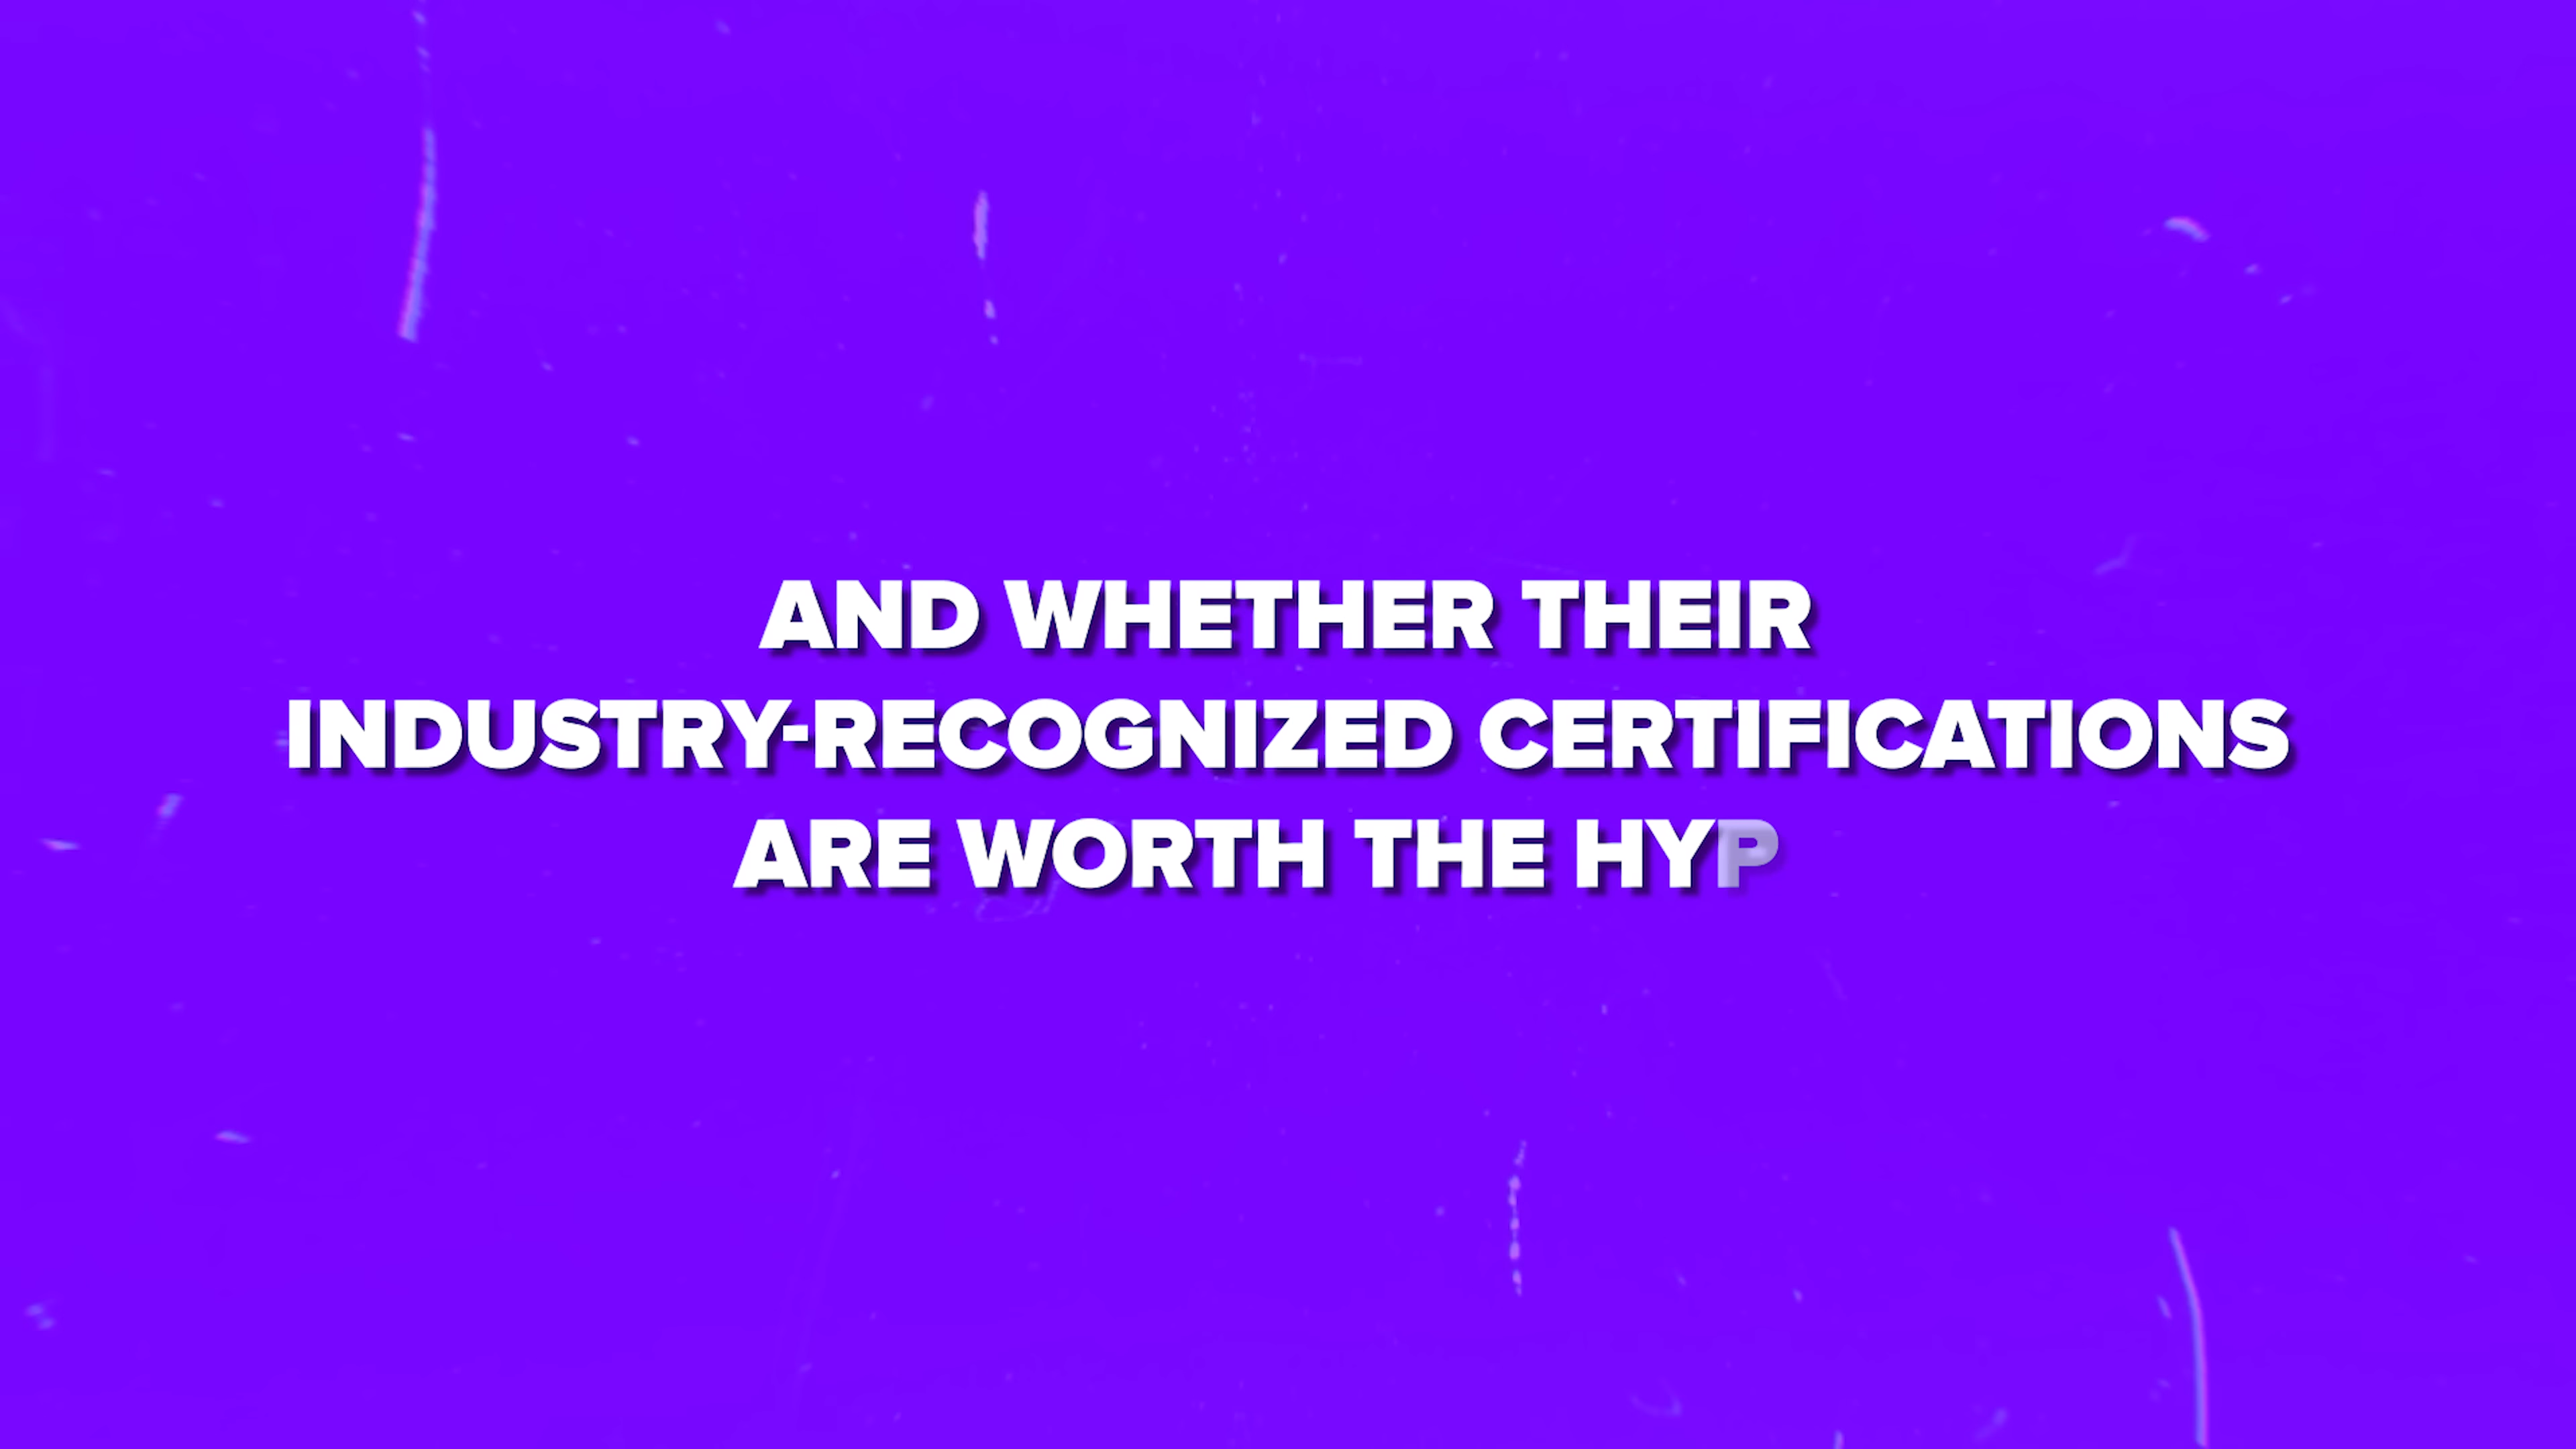 AND WHETHER THEIR
INDUSTRY-RECOGNIZED CERTIFICATIONS
ARE WORTH THE HYP